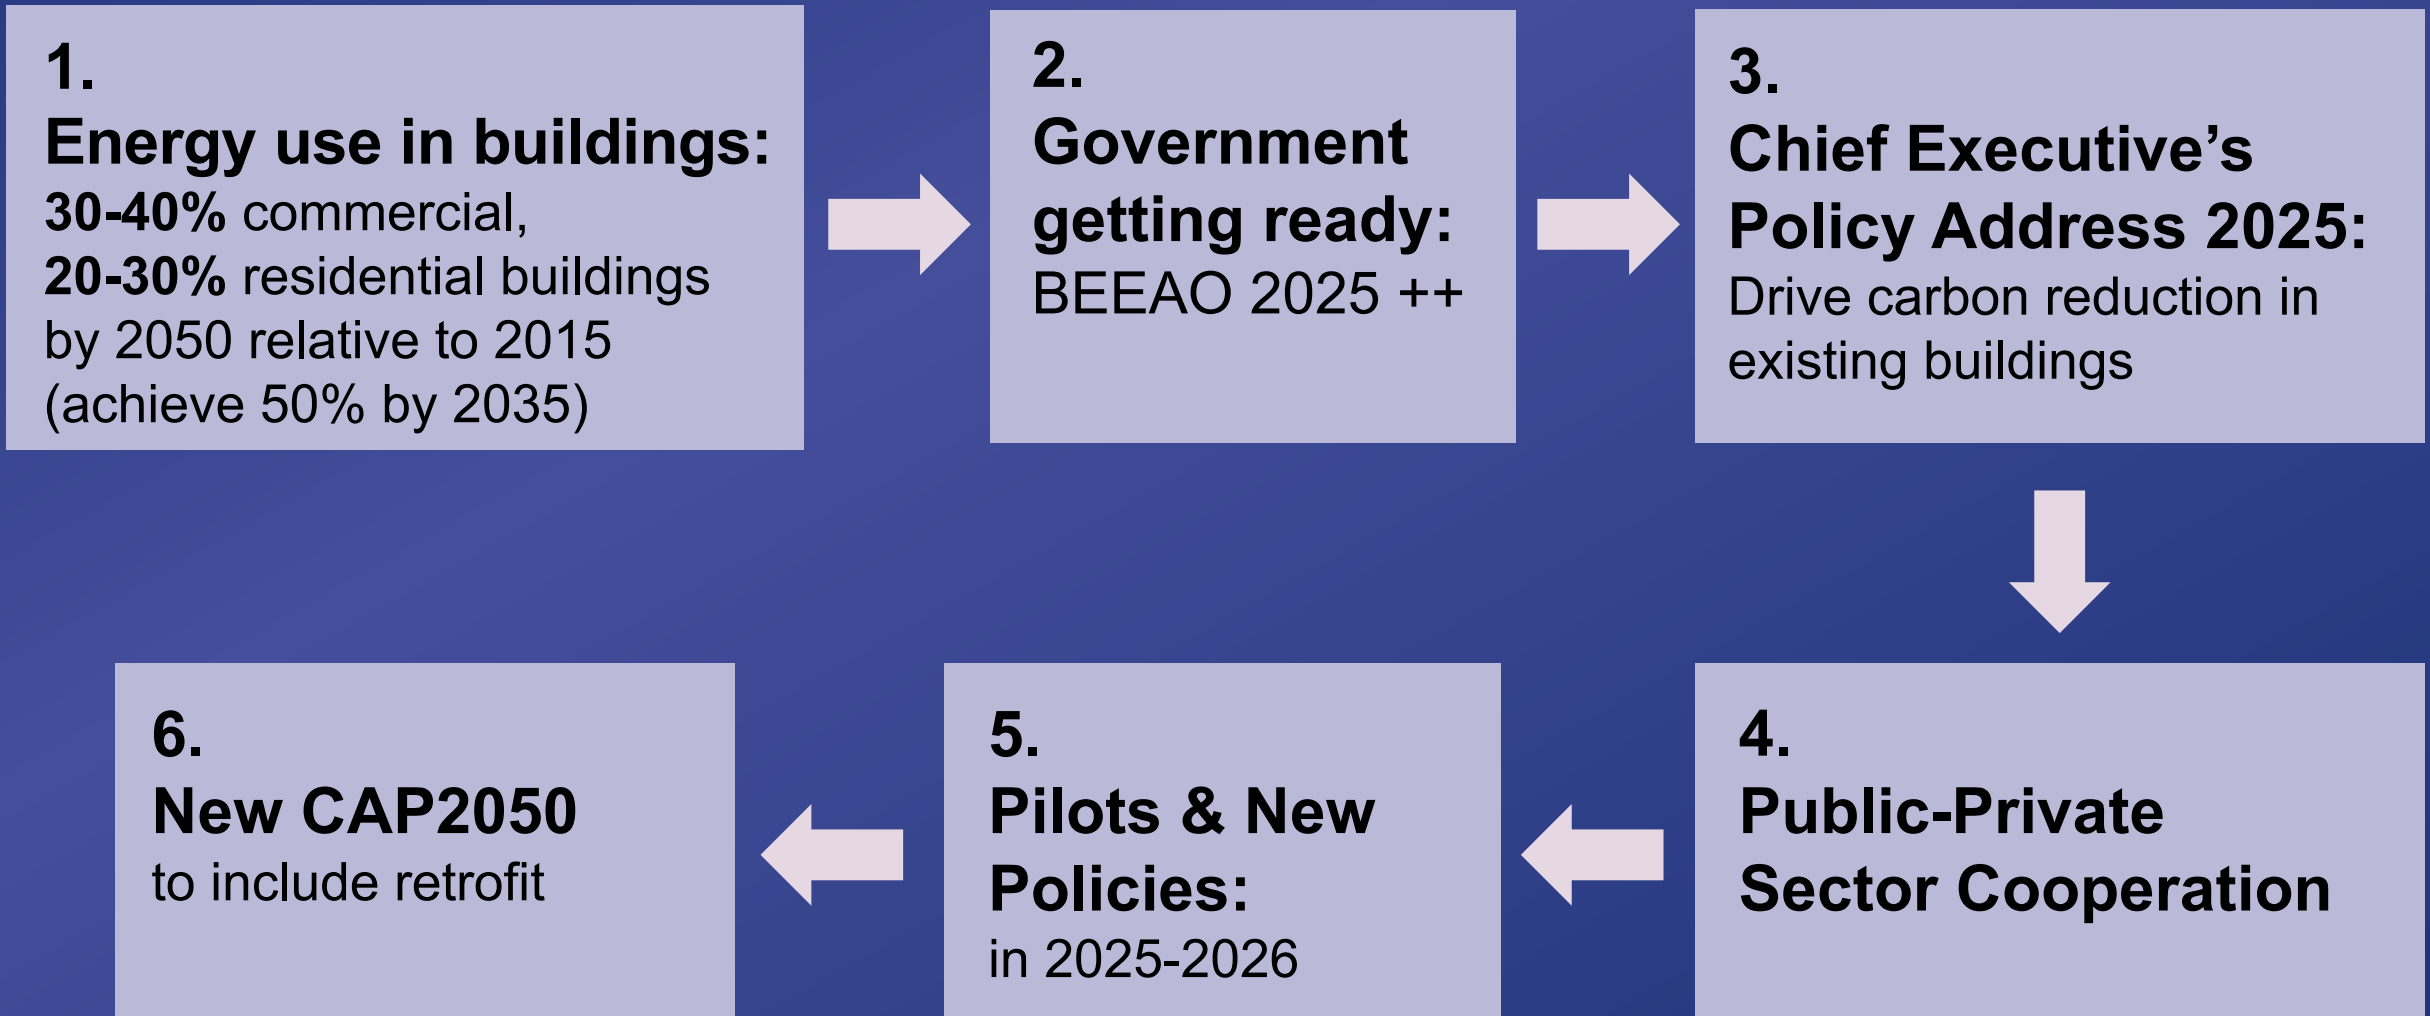 1.
Energy use in buildings:
30-40% commercial,
20-30% residential buildings
by 2050 relative to 2015
(achieve 50% by 2035)
2.
Government
getting ready:
BEEAO 2025 ++
3.
Chief Executive’s
Policy Address 2025:
Drive carbon reduction in
existing buildings
4.
Public-Private
Sector Cooperation
5.
Pilots & New
Policies:
in 2025-2026
6.
New CAP2050
to include retrofit